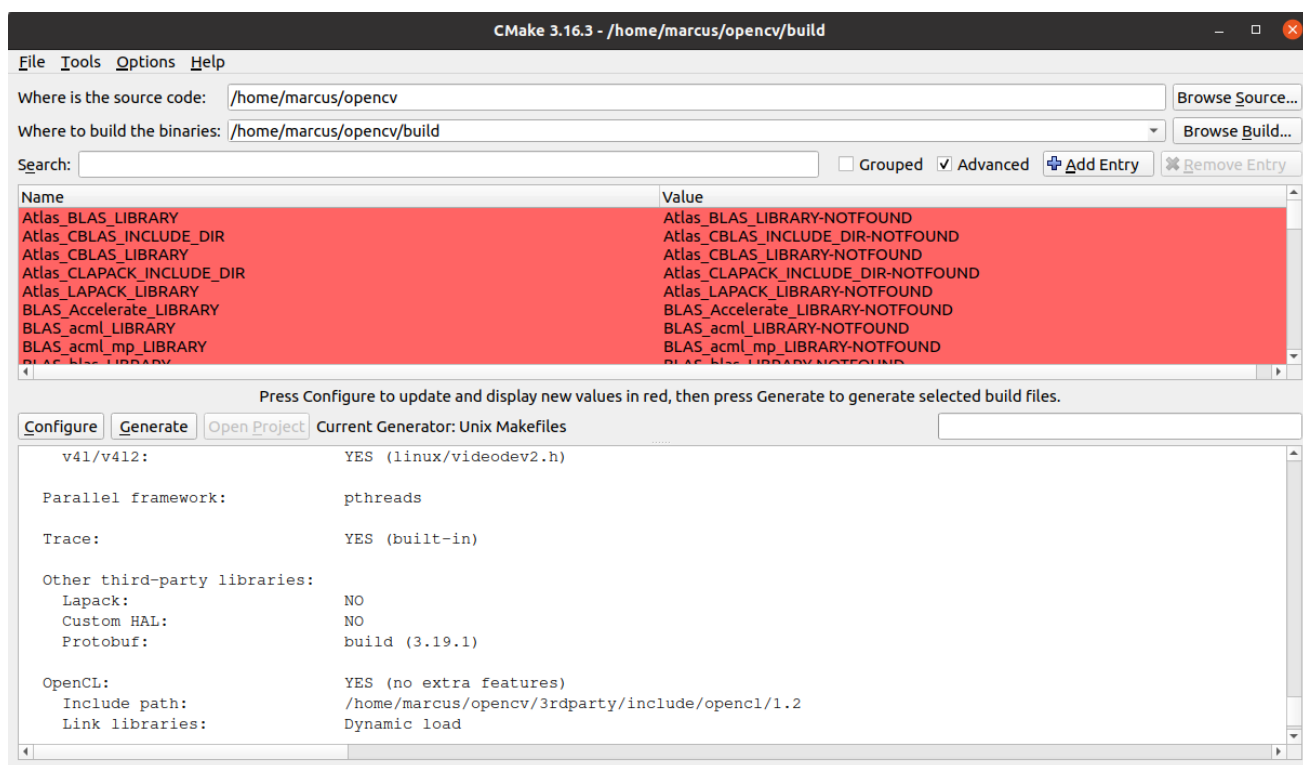 CMake 3.16.3 - /home/marcus/opencv/build
File Tools Options Help
Where is the source code: /home/marcus/opencv Browse Source...
Where to build the binaries: /home/marcus/opencv/build Browse Build...
Search: Grouped Advanced Add Entry Remove Entry
Name Value
Atlas_BLAS_LIBRARY Atlas_BLAS_LIBRARY-NOTFOUND
Atlas_CBLAS_INCLUDE_DIR Atlas_CBLAS_INCLUDE_DIR-NOTFOUND
Atlas_CBLAS_LIBRARY Atlas_CBLAS_LIBRARY-NOTFOUND
Atlas_CLAPACK_INCLUDE_DIR Atlas_CLAPACK_INCLUDE_DIR-NOTFOUND
Atlas_LAPACK_LIBRARY Atlas_LAPACK_LIBRARY-NOTFOUND
BLAS_Accelerate_LIBRARY BLAS_Accelerate_LIBRARY-NOTFOUND
BLAS_acml_LIBRARY BLAS_acml_LIBRARY-NOTFOUND
BLAS_acml_mp_LIBRARY BLAS_acml_mp_LIBRARY-NOTFOUND
BLAS_blas_LIBRARY BLAS_blas_LIBRARY-NOTFOUND
Press Configure to update and display new values in red, then press Generate to generate selected build files.
Configure Generate Open Project Current Generator: Unix Makefiles
v4l/v4l2: YES (linux/videodev2.h)
Parallel framework: pthreads
Trace: YES (built-in)
Other third-party libraries:
Lapack: NO
Custom HAL: NO
Protobuf: build (3.19.1)
OpenCL: YES (no extra features)
Include path: /home/marcus/opencv/3rdparty/include/opencl/1.2
Link libraries: Dynamic load